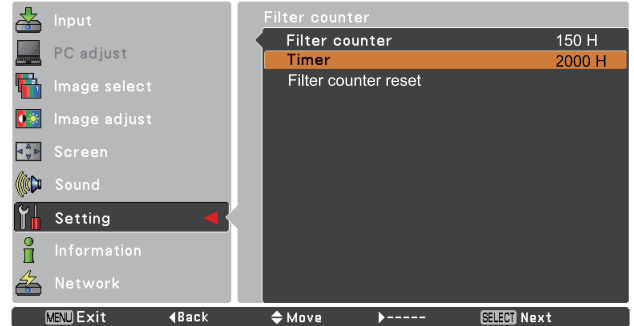 Input
PC adjust
Image select
Image adjust
Screen
Sound
Setting
Information
Network
Filter counter
Filter counter 150 H
Timer 2000 H
Filter counter reset
MENU Exit ◀Back Move ▶----- SELECT Next